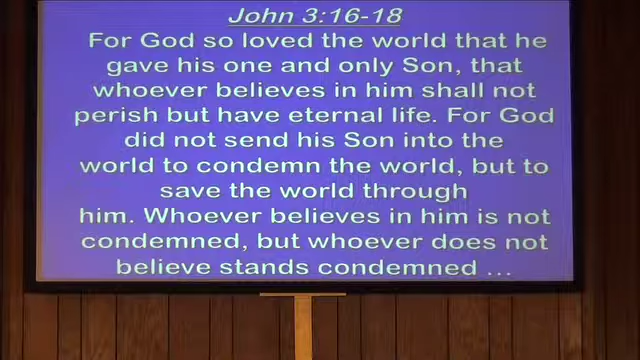 John 3:16-18
For God so loved the world that he
gave his one and only Son, that
whoever believes in him shall not
perish but have eternal life. For God
did not send his Son into the
world to condemn the world, but to
save the world through
him. Whoever believes in him is not
condemned, but whoever does not
believe stands condemned ...